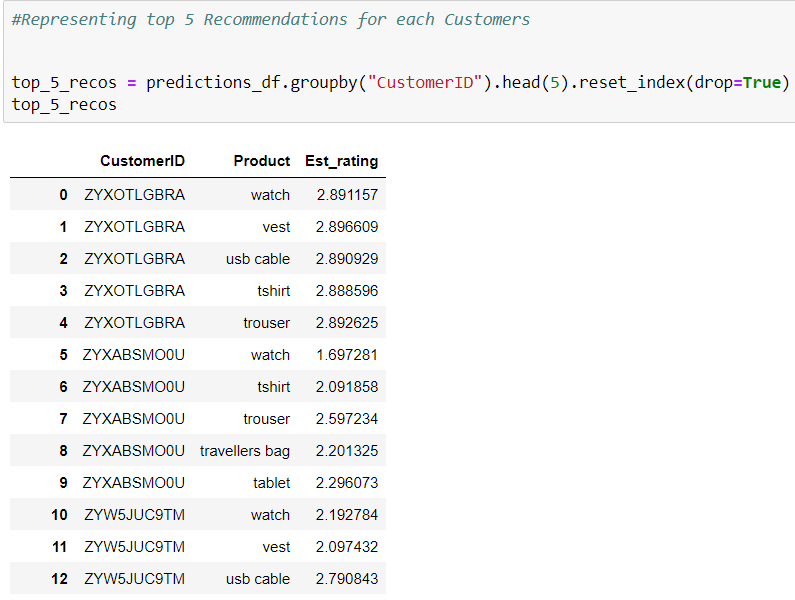 #Representing top 5 Recommendations for each Customers
top_5_recos = predictions_df.groupby("CustomerID").head(5).reset_index(drop=True)
top_5_recos
CustomerID Product Est_rating
0 ZYXOTLGBRA watch 2.891157
1 ZYXOTLGBRA vest 2.896609
2 ZYXOTLGBRA usb cable 2.890929
3 ZYXOTLGBRA tshirt 2.888596
4 ZYXOTLGBRA trouser 2.892625
5 ZYXABSMO0U watch 1.697281
6 ZYXABSMO0U tshirt 2.091858
7 ZYXABSMO0U trouser 2.597234
8 ZYXABSMO0U travellers bag 2.201325
9 ZYXABSMO0U tablet 2.296073
10 ZYW5JUC9TM watch 2.192784
11 ZYW5JUC9TM vest 2.097432
12 ZYW5JUC9TM usb cable 2.790843